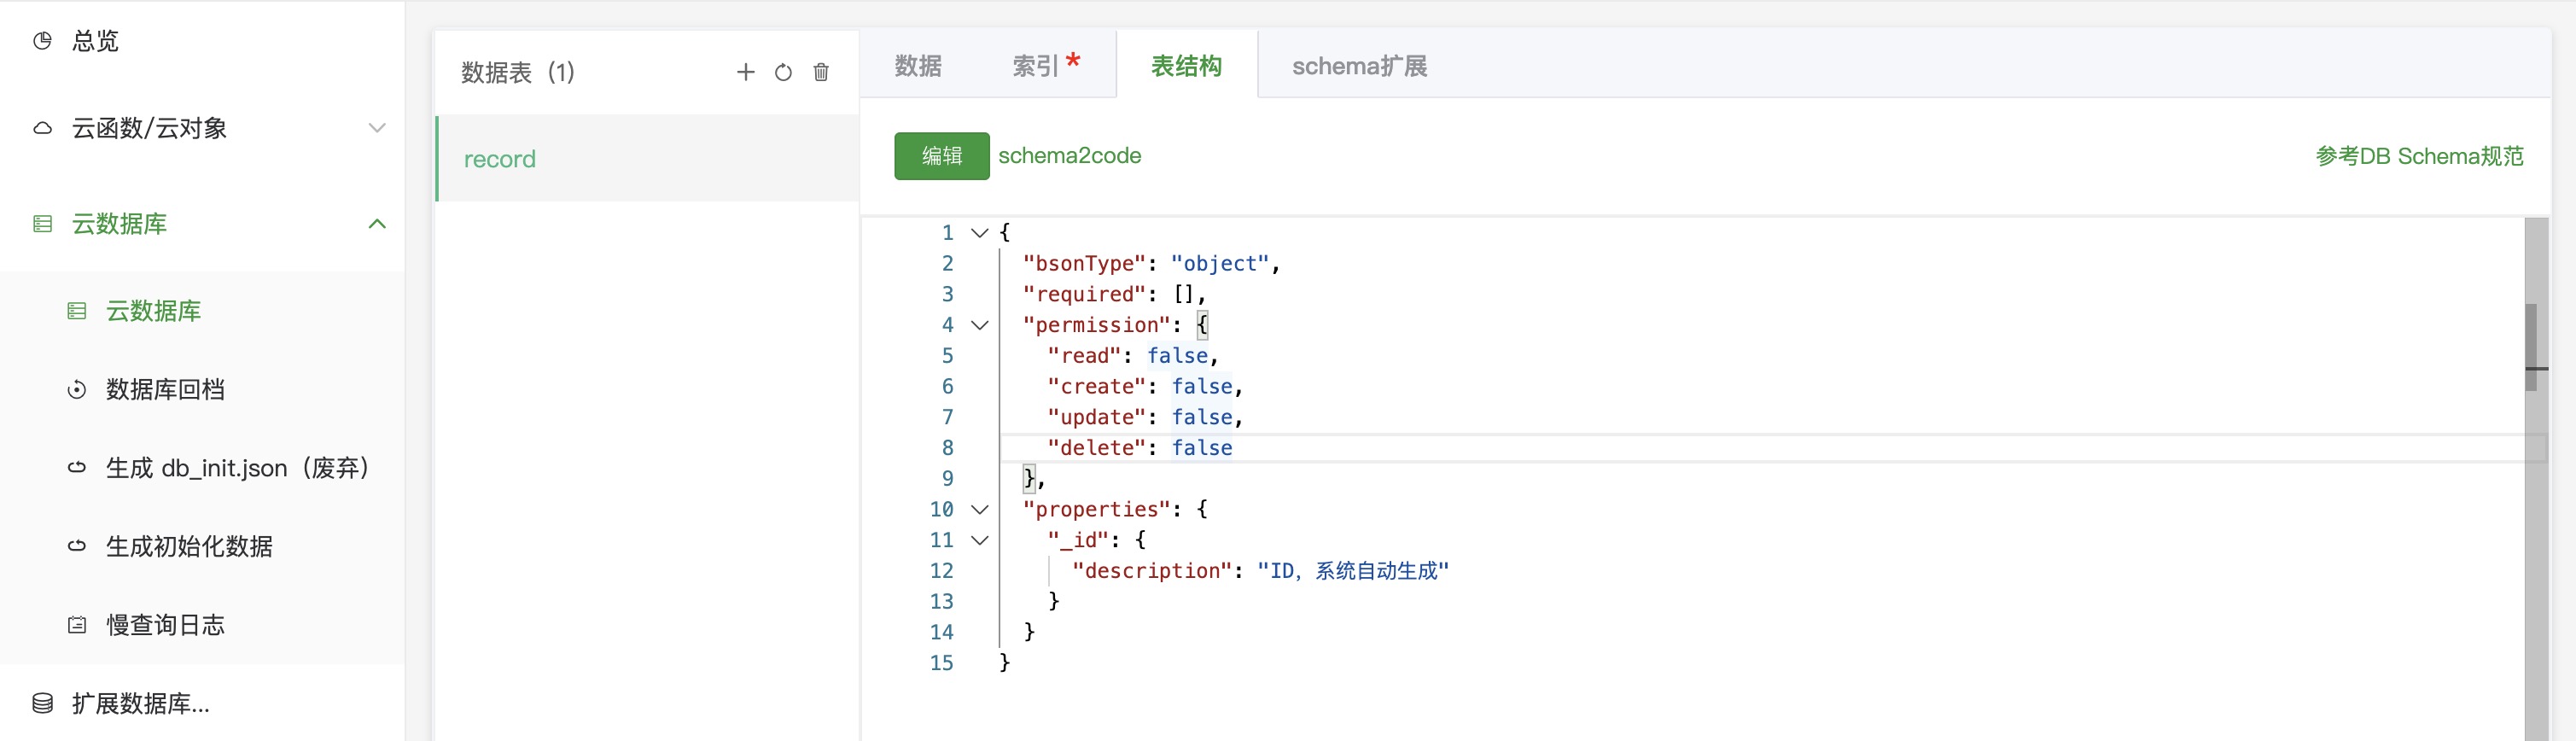 总览
云函数/云对象
云数据库
云数据库
数据库回档
生成 db_init.json（废弃）
生成初始化数据
慢查询日志
扩展数据库...
数据表（1）
record
数据
索引*
表结构
schema扩展
编辑
schema2code
参考DB Schema规范
1 {
2 "bsonType": "object",
3 "required": [],
4 "permission": {
5 "read": false,
6 "create": false,
7 "update": false,
8 "delete": false
9 },
10 "properties": {
11 "_id": {
12 "description": "ID，系统自动生成"
13 }
14 }
15 }